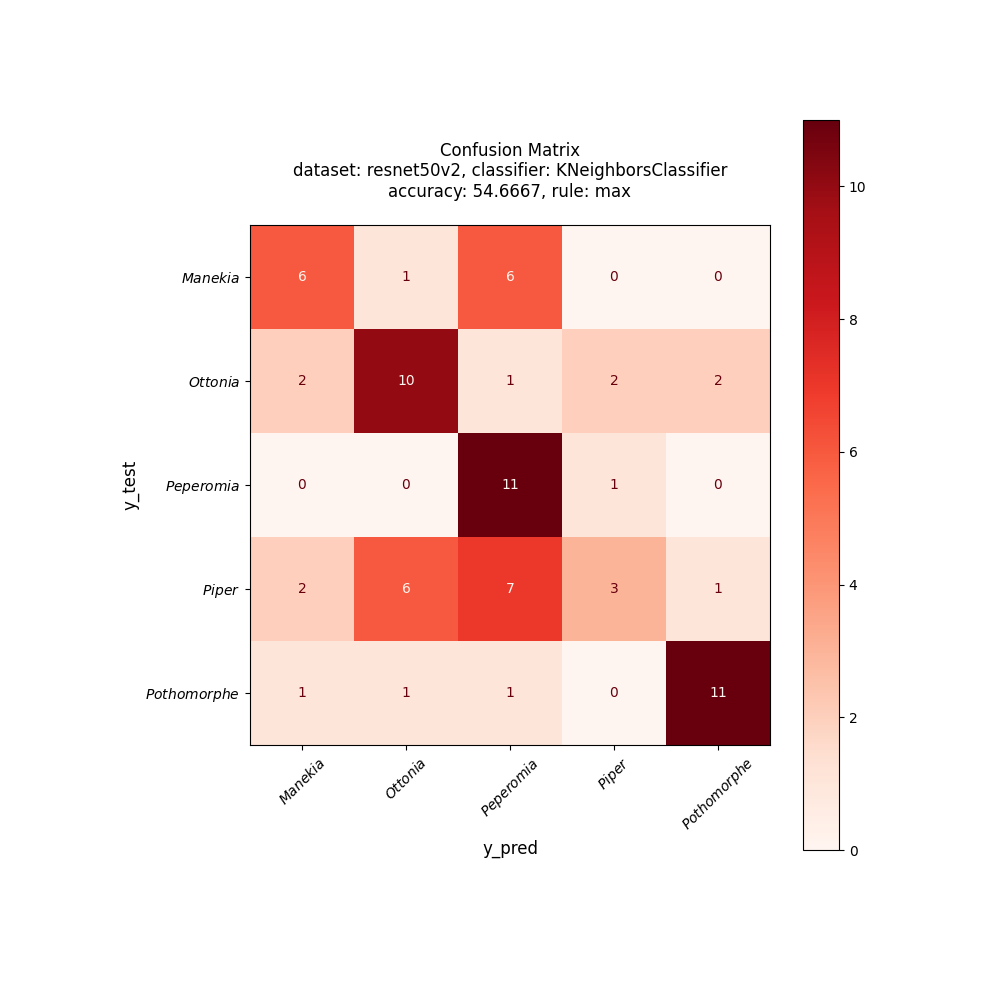 Confusion Matrix
dataset: resnet50v2, classifier: KNeighborsClassifier
accuracy: 54.6667, rule: max
10
8
6
4
2
0
y_test
Manekia 6 1 6 0 0
Ottonia 2 10 1 2 2
Peperomia 0 0 11 1 0
Piper 2 6 7 3 1
Pothomorphe 1 1 1 0 11
Manekia Ottonia Peperomia Piper Pothomorphe
y_pred